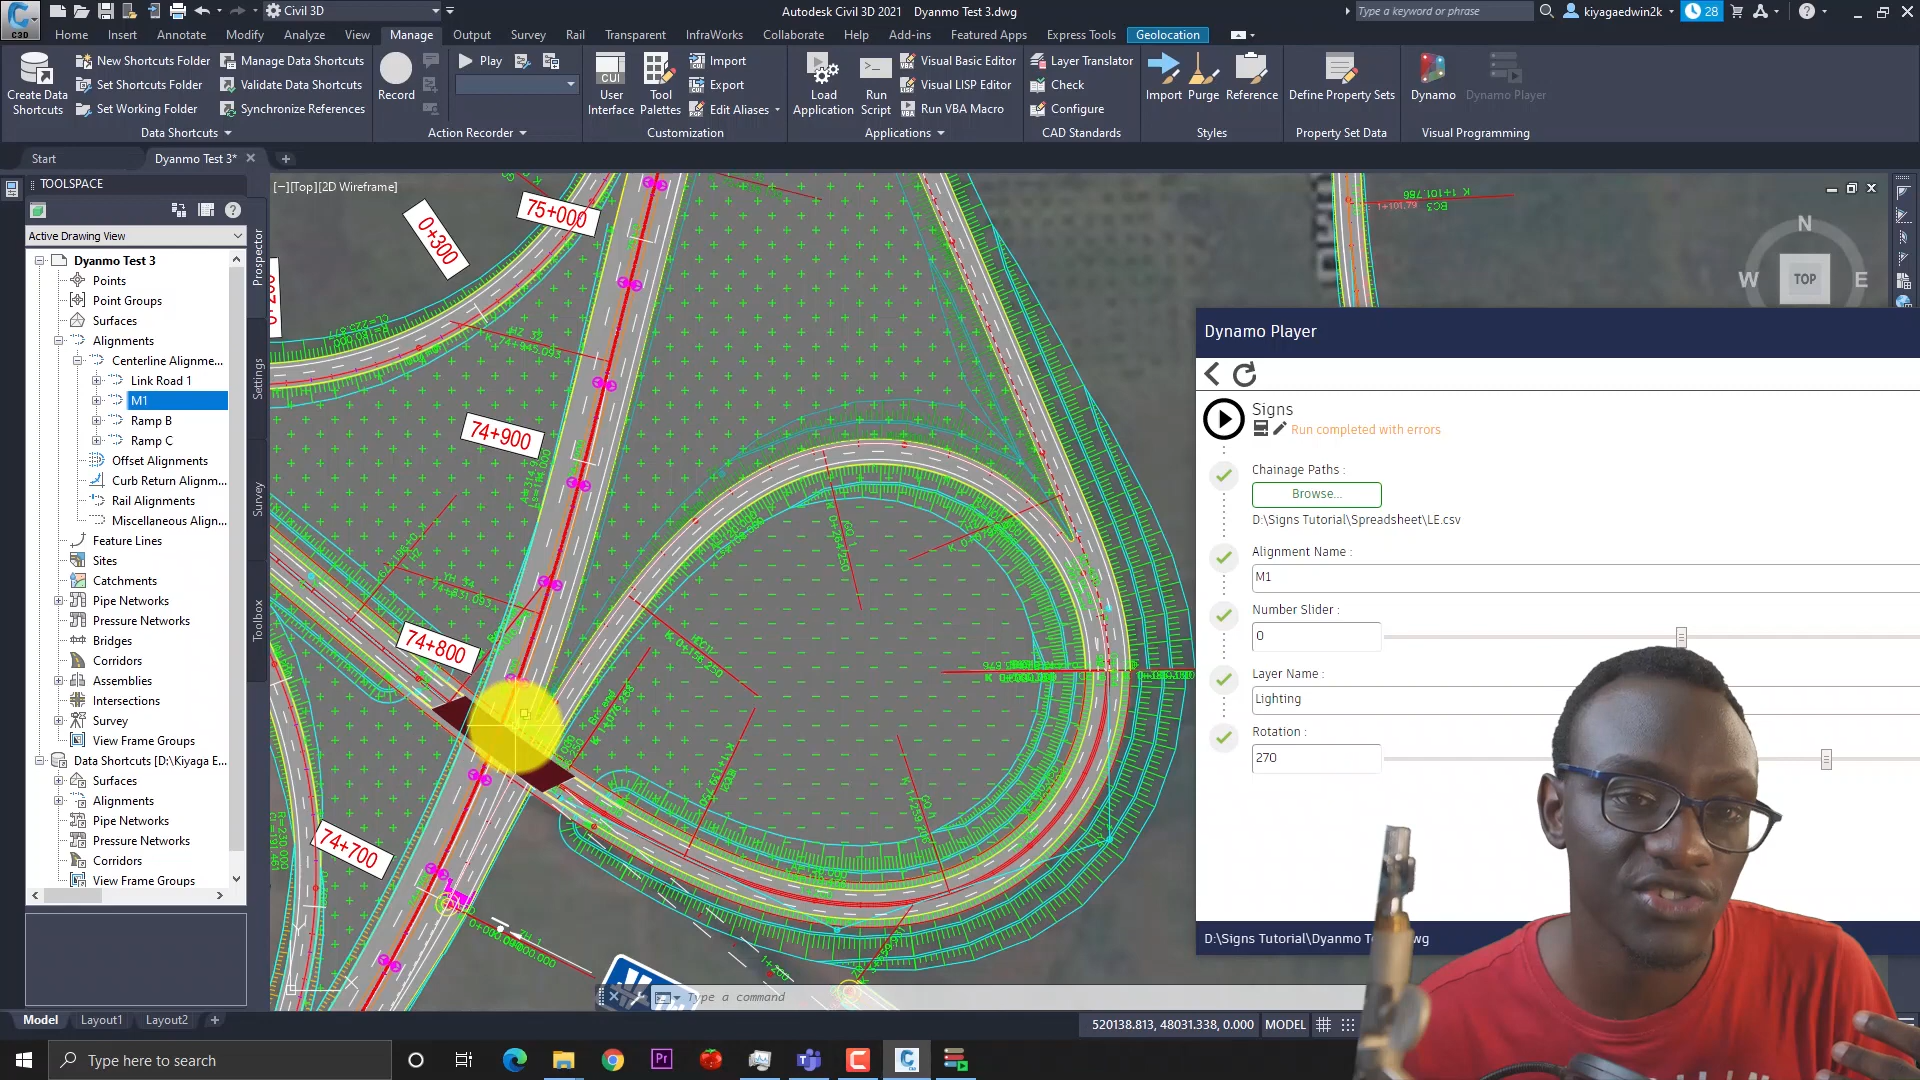 Civil 3D
Autodesk Civil 3D 2021 Dyanmo Test 3.dwg
Type a keyword or phrase
kiyagaedwin2k
28
C3D
Home Insert Annotate Modify Analyze View Manage Output Survey Rail Transparent InfraWorks Collaborate Help Add-ins Featured Apps Express Tools Geolocation
Create Data Shortcuts
New Shortcuts Folder
Set Shortcuts Folder
Set Working Folder
Manage Data Shortcuts
Validate Data Shortcuts
Synchronize References
Data Shortcuts
Record
Play
Action Recorder
CUI
User Interface
Tool Palettes
Import
Export
Edit Aliases
Customization
Load Application
Run Script
Visual Basic Editor
Visual LISP Editor
Run VBA Macro
Applications
Layer Translator
Check
Configure
CAD Standards
Import
Purge
Reference
Styles
Define Property Sets
Property Set Data
Dynamo
Dynamo Player
Visual Programming
Start
Dyanmo Test 3*
TOOLSPACE
Active Drawing View
Dyanmo Test 3
Points
Point Groups
Surfaces
Alignments
Centerline Alignme...
Link Road 1
M1
Ramp B
Ramp C
Offset Alignments
Curb Return Alignm...
Rail Alignments
Miscellaneous Align...
Feature Lines
Sites
Catchments
Pipe Networks
Pressure Networks
Bridges
Corridors
Assemblies
Intersections
Survey
View Frame Groups
Data Shortcuts [D:\Kiyaga E...
Surfaces
Alignments
Pipe Networks
Pressure Networks
Corridors
View Frame Groups
Prospector
Settings
Survey
Toolbox
[−][Top][2D Wireframe]
75+000
0+300
74+900
74+800
74+700
N
W
TOP
E
Dynamo Player
Signs
Run completed with errors
Chainage Paths :
Browse...
D:\Signs Tutorial\Spreadsheet\LE.csv
Alignment Name :
M1
Number Slider :
0
Layer Name :
Lighting
Rotation :
270
D:\Signs Tutorial\Dyanmo T
wg
Type a command
Model Layout1 Layout2
520138.813, 48031.338, 0.000 MODEL
Type here to search